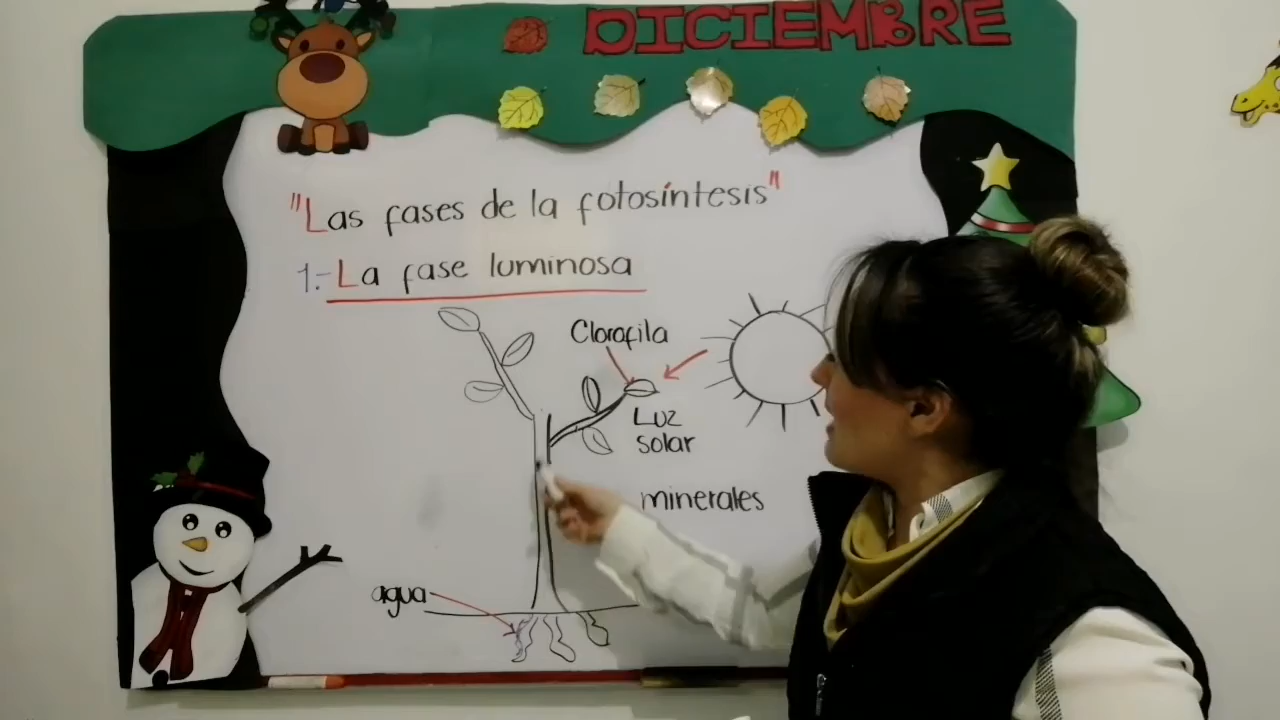 DICIEMBRE
"Las fases de la fotosíntesis"
1.- La fase luminosa
Clorofila
Luz
solar
minerales
agua